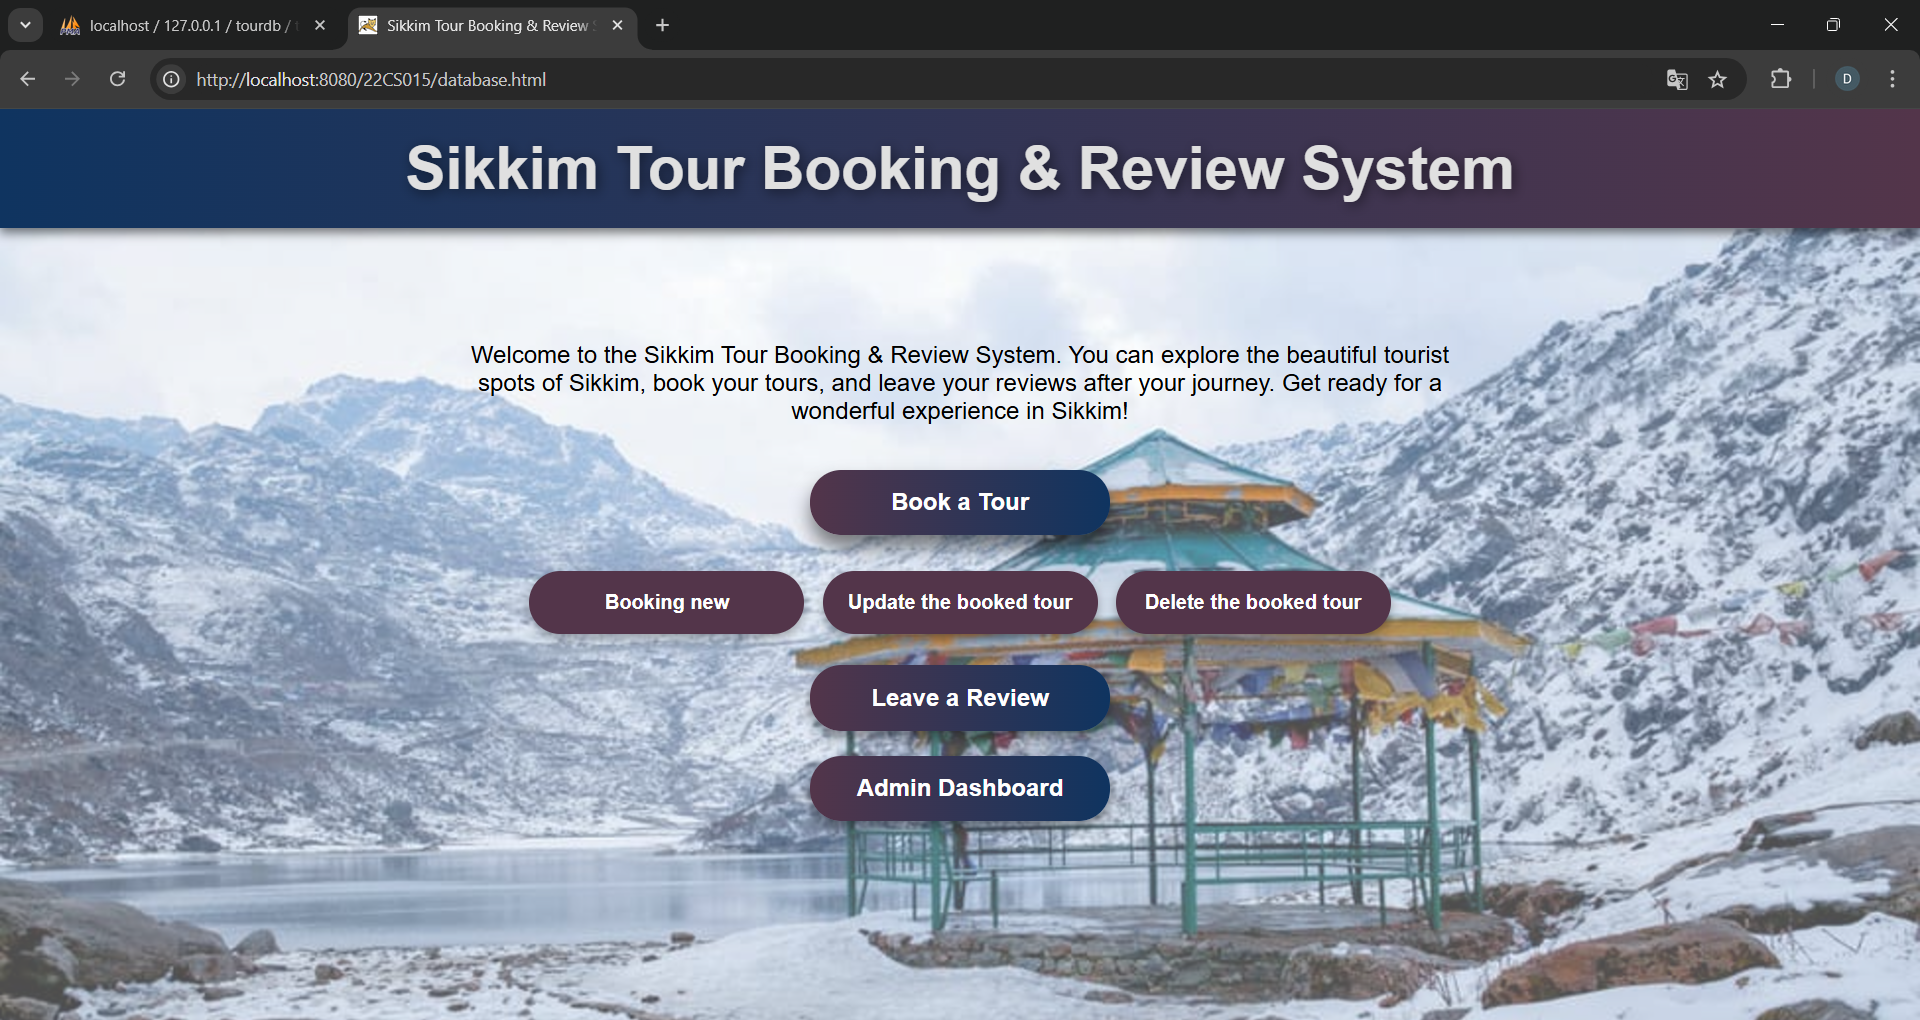 localhost / 127.0.0.1 / tourdb /
Sikkim Tour Booking & Review
http://localhost:8080/22CS015/database.html
D
Sikkim Tour Booking & Review System
Welcome to the Sikkim Tour Booking & Review System. You can explore the beautiful tourist
spots of Sikkim, book your tours, and leave your reviews after your journey. Get ready for a
wonderful experience in Sikkim!
Book a Tour
Booking new
Update the booked tour
Delete the booked tour
Leave a Review
Admin Dashboard